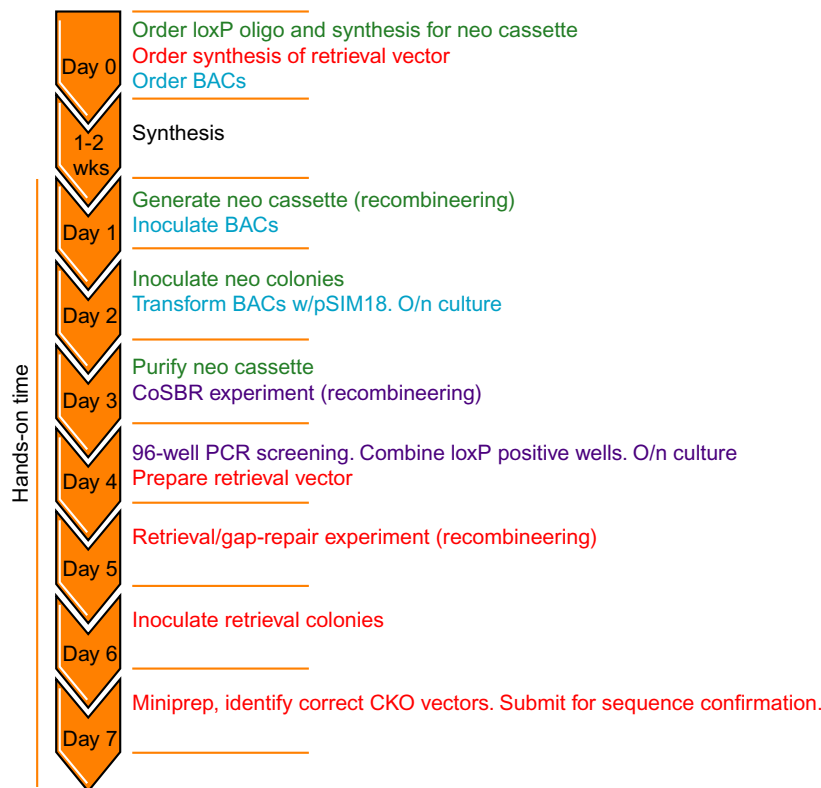 Day 0
Order loxP oligo and synthesis for neo cassette
Order synthesis of retrieval vector
Order BACs
1-2
wks
Synthesis
Hands-on time
Day 1
Generate neo cassette (recombineering)
Inoculate BACs
Day 2
Inoculate neo colonies
Transform BACs w/pSIM18. O/n culture
Day 3
Purify neo cassette
CoSBR experiment (recombineering)
Day 4
96-well PCR screening. Combine loxP positive wells. O/n culture
Prepare retrieval vector
Day 5
Retrieval/gap-repair experiment (recombineering)
Day 6
Inoculate retrieval colonies
Day 7
Miniprep, identify correct CKO vectors. Submit for sequence confirmation.